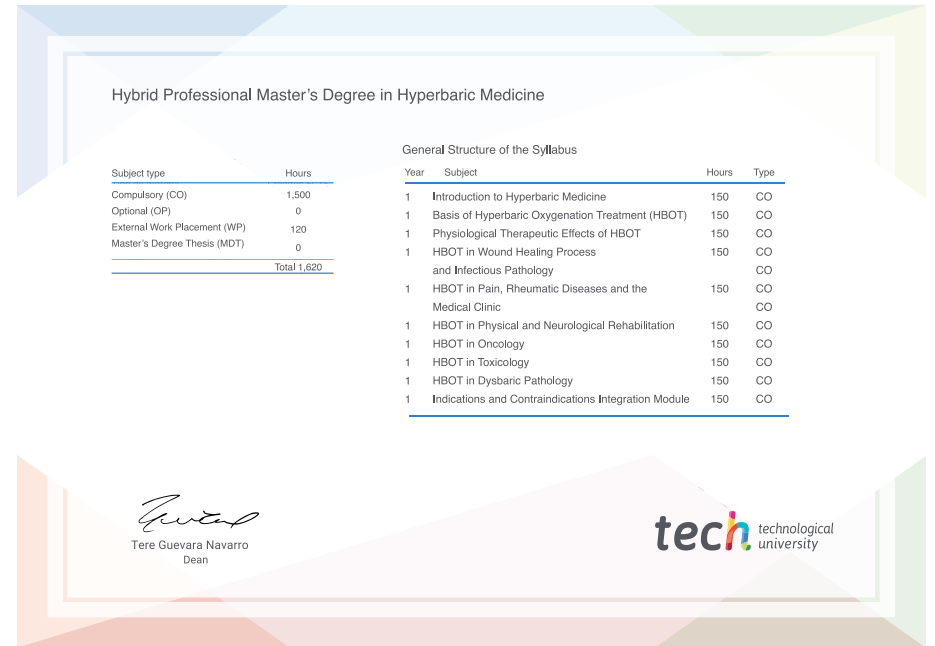 Hybrid Professional Master's Degree in Hyperbaric Medicine
Subject type Hours
Compulsory (CO) 1,500
Optional (OP) 0
External Work Placement (WP) 120
Master's Degree Thesis (MDT) 0
Total 1,620
General Structure of the Syllabus
Year Subject Hours Type
1 Introduction to Hyperbaric Medicine 150 CO
1 Basis of Hyperbaric Oxygenation Treatment (HBOT) 150 CO
1 Physiological Therapeutic Effects of HBOT 150 CO
1 HBOT in Wound Healing Process 150 CO
and Infectious Pathology CO
1 HBOT in Pain, Rheumatic Diseases and the 150 CO
Medical Clinic CO
1 HBOT in Physical and Neurological Rehabilitation 150 CO
1 HBOT in Oncology 150 CO
1 HBOT in Toxicology 150 CO
1 HBOT in Dysbaric Pathology 150 CO
1 Indications and Contraindications Integration Module 150 CO
Tere Guevara Navarro
Dean
tech technological
university